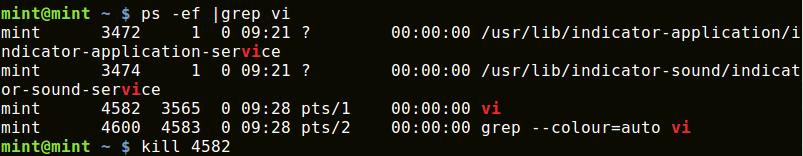 mint@mint ~ $ ps -ef |grep vi
mint      3472     1  0 09:21 ?        00:00:00 /usr/lib/indicator-application/i
ndicator-application-service
mint      3474     1  0 09:21 ?        00:00:00 /usr/lib/indicator-sound/indicat
or-sound-service
mint      4582  3565  0 09:28 pts/1    00:00:00 vi
mint      4600  4583  0 09:28 pts/2    00:00:00 grep --colour=auto vi
mint@mint ~ $ kill 4582